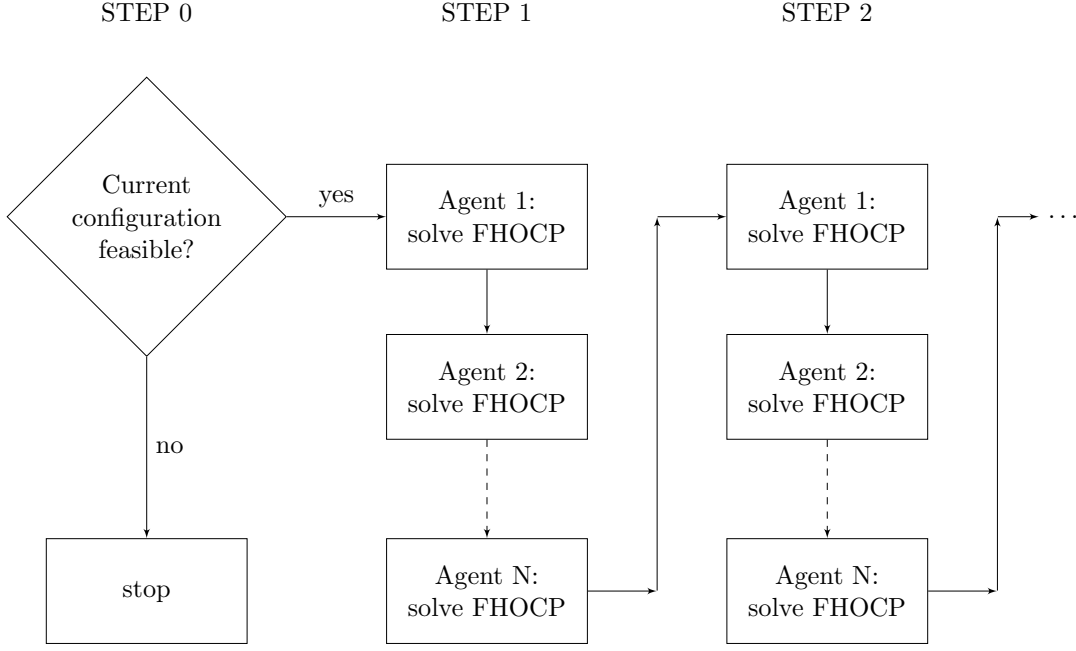 STEP 0
STEP 1
STEP 2
Current
configuration
feasible?
yes
no
stop
Agent 1:
solve FHOCP
Agent 2:
solve FHOCP
Agent N:
solve FHOCP
Agent 1:
solve FHOCP
Agent 2:
solve FHOCP
Agent N:
solve FHOCP
...